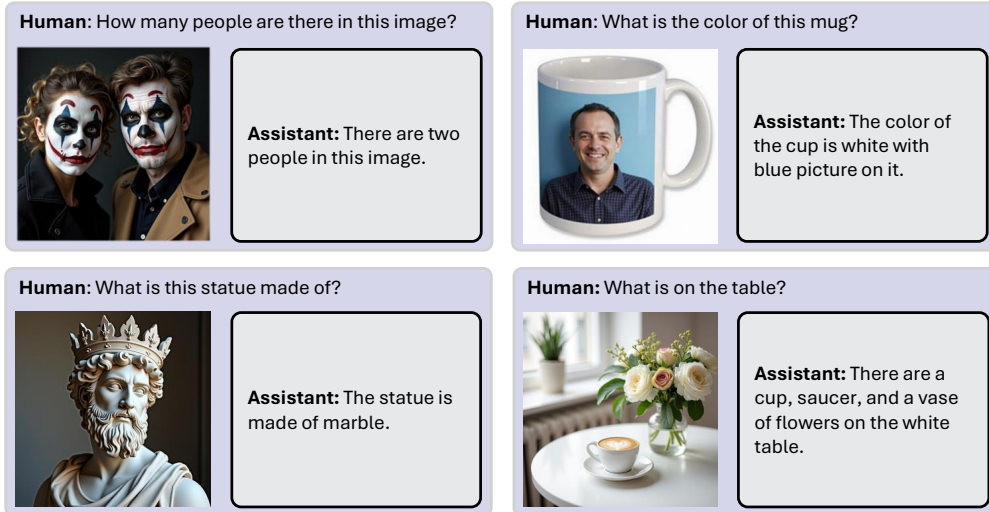 Human: How many people are there in this image?
Assistant: There are two
people in this image.
Human: What is the color of this mug?
Assistant: The color of
the cup is white with
blue picture on it.
Human: What is this statue made of?
Assistant: The statue is
made of marble.
Human: What is on the table?
Assistant: There are a
cup, saucer, and a vase
of flowers on the white
table.